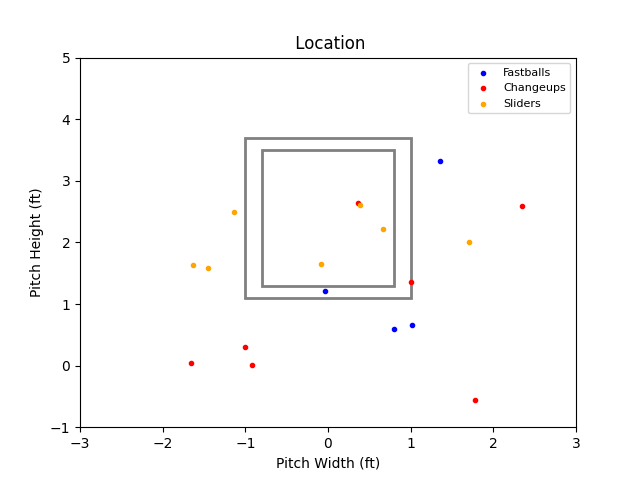 Location
Fastballs
Changeups
Sliders
5
4
3
2
1
0
−1
−3
−2
−1
0
1
2
3
Pitch Height (ft)
Pitch Width (ft)